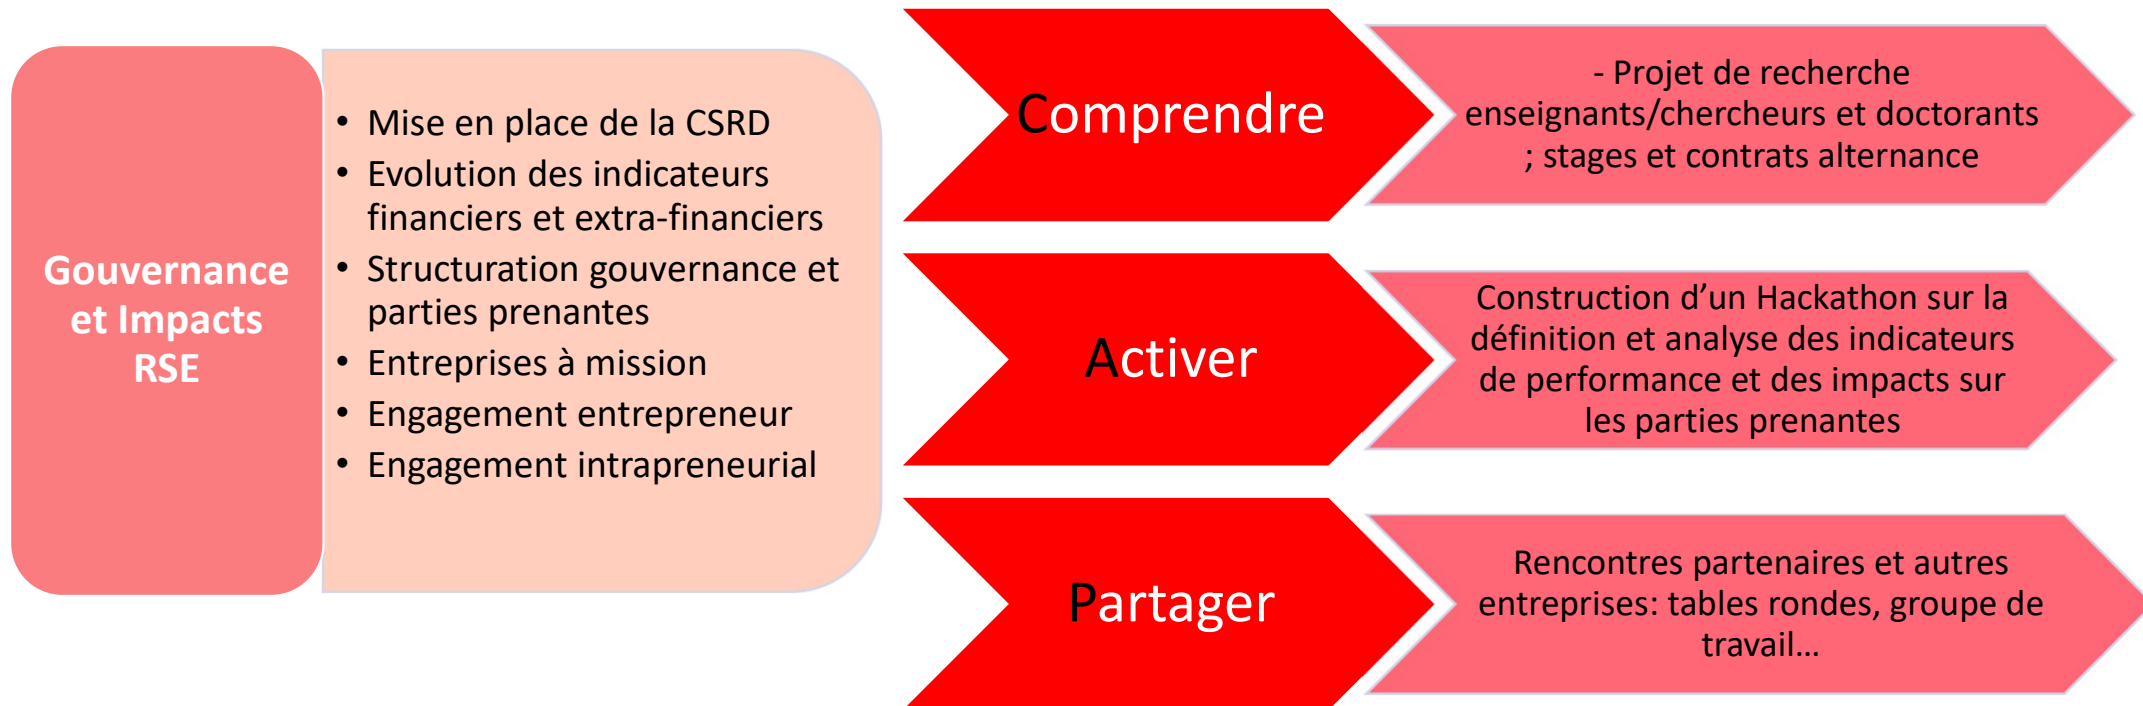 Gouvernance
et Impacts
RSE
• Mise en place de la CSRD
• Evolution des indicateurs
financiers et extra-financiers
• Structuration gouvernance et
parties prenantes
• Entreprises à mission
• Engagement entrepreneur
• Engagement intrapreneurial
Comprendre
- Projet de recherche
enseignants/chercheurs et doctorants
; stages et contrats alternance
Activer
Construction d’un Hackathon sur la
définition et analyse des indicateurs
de performance et des impacts sur
les parties prenantes
Partager
Rencontres partenaires et autres
entreprises: tables rondes, groupe de
travail…